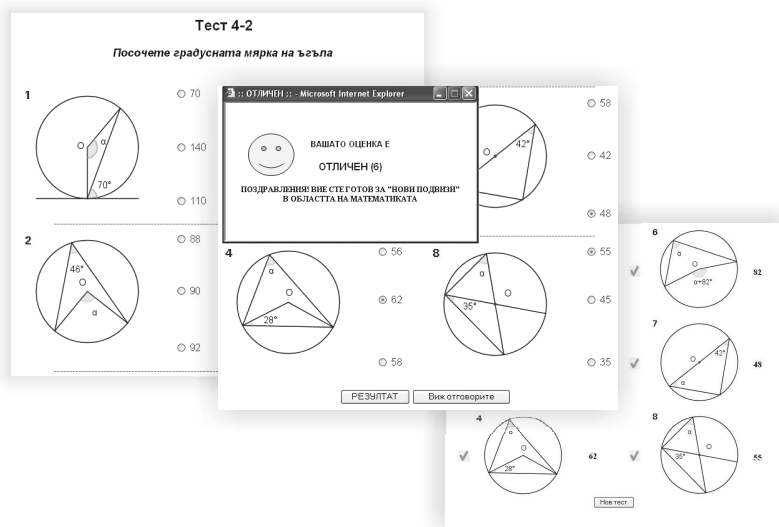 Тест 4-2
Посочете градусната мярка на ъгъла
1
O
α
70°
70
140
110
2
46°
O
α
88
90
92
:: ОТЛИЧЕН :: - Microsoft Internet Explorer
ВАШАТО ОЦЕНКА Е
ОТЛИЧЕН (6)
ПОЗДРАВЛЕНИЯ! ВИЕ СТЕ ГОТОВ ЗА "НОВИ ПОДВИЗИ"
В ОБЛАСТТА НА МАТЕМАТИКАТА
O
42°
58
42
48
4
α
O
28°
56
62
58
8
α
O
35°
55
45
35
РЕЗУЛТАТ
Виж отговорите
6
α
O
α+82°
82
7
O
42°
α
48
4
α
O
28°
62
8
α
O
35°
55
Нов тест